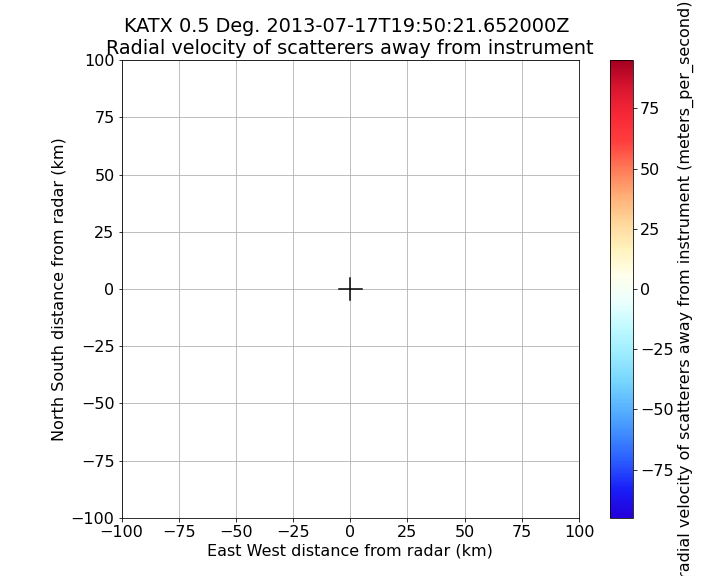 KATX 0.5 Deg. 2013-07-17T19:50:21.652000Z
Radial velocity of scatterers away from instrument
100
75
50
25
0
−25
−50
−75
−100
North South distance from radar (km)
−100 −75 −50 −25 0 25 50 75 100
East West distance from radar (km)
75
50
25
0
−25
−50
−75
radial velocity of scatterers away from instrument (meters_per_second)